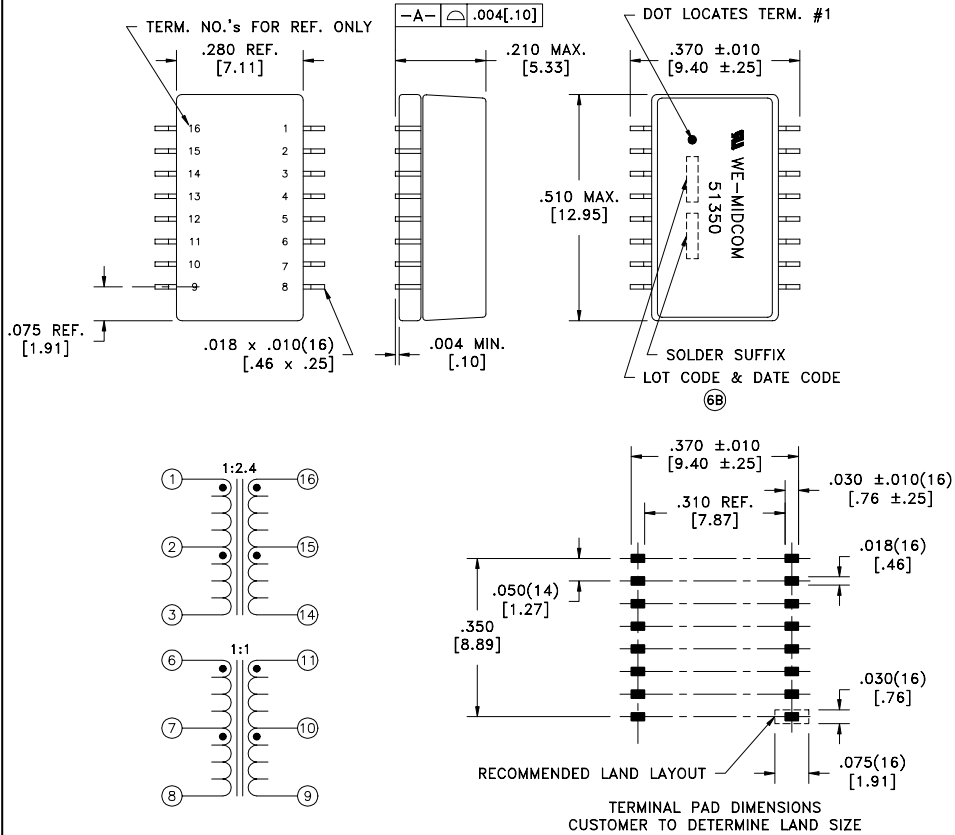 TERM. NO.'s FOR REF. ONLY
.280 REF.
[7.11]
16 1
15 2
14 3
13 4
12 5
11 6
10 7
9 8
.075 REF.
[1.91]
.018 x .010(16)
[.46 x .25]
-A- .004[.10]
.210 MAX.
[5.33]
.004 MIN.
[.10]
DOT LOCATES TERM. #1
.370 ±.010
[9.40 ±.25]
.510 MAX.
[12.95]
WE-MIDCOM
51350
SOLDER SUFFIX
LOT CODE & DATE CODE
6B
1:2.4
1 16
2 15
3 14
1:1
6 11
7 10
8 9
.370 ±.010
[9.40 ±.25]
.030 ±.010(16)
[.76 ±.25]
.310 REF.
[7.87]
.018(16)
[.46]
.050(14)
[1.27]
.350
[8.89]
.030(16)
[.76]
.075(16)
[1.91]
RECOMMENDED LAND LAYOUT
TERMINAL PAD DIMENSIONS
CUSTOMER TO DETERMINE LAND SIZE